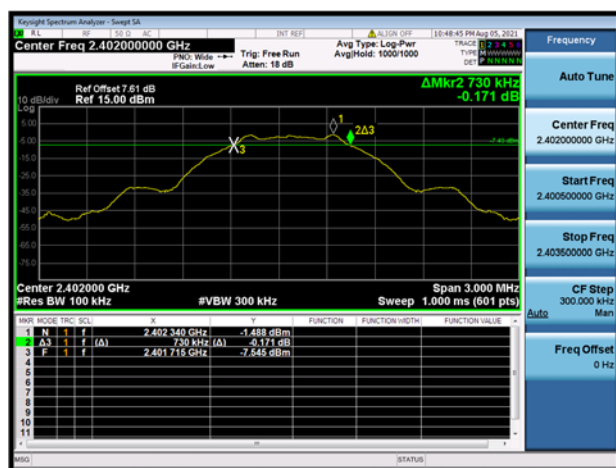 Keysight Spectrum Analyzer - Swept SA
RL RF 50 Ω AC INT REF ALIGN OFF 10:48:45 PM Aug 05, 2021
Center Freq 2.402000000 GHz
PNO: Wide
IFGain:Low
Trig: Free Run
Atten: 18 dB
Avg Type: Log-Pwr
Avg|Hold: 1000/1000
TRACE 1 2 3 4 5 6
TYPE MWWWWW
DET P NNNNN
Ref Offset 7.61 dB
Ref 15.00 dBm
10 dB/div
Log
ΔMkr2 730 kHz
-0.171 dB
5.00
-5.00
-15.0
-25.0
-35.0
-45.0
-55.0
-65.0
-75.0
1
2Δ3
3
Center 2.402000 GHz
Span 3.000 MHz
#Res BW 100 kHz
#VBW 300 kHz
Sweep 1.000 ms (601 pts)
MKR MODE TRC SCL X Y FUNCTION FUNCTION WIDTH FUNCTION VALUE
1 N 1 f 2.402 340 GHz -1.488 dBm
2 Δ3 1 f (Δ) 730 kHz (Δ) -0.171 dB
3 F 1 f 2.401 715 GHz -7.545 dBm
4
5
6
7
8
9
10
11
MSG
STATUS
Frequency
Auto Tune
Center Freq
2.402000000 GHz
Start Freq
2.400500000 GHz
Stop Freq
2.403500000 GHz
CF Step
300.000 kHz
Auto Man
Freq Offset
0 Hz